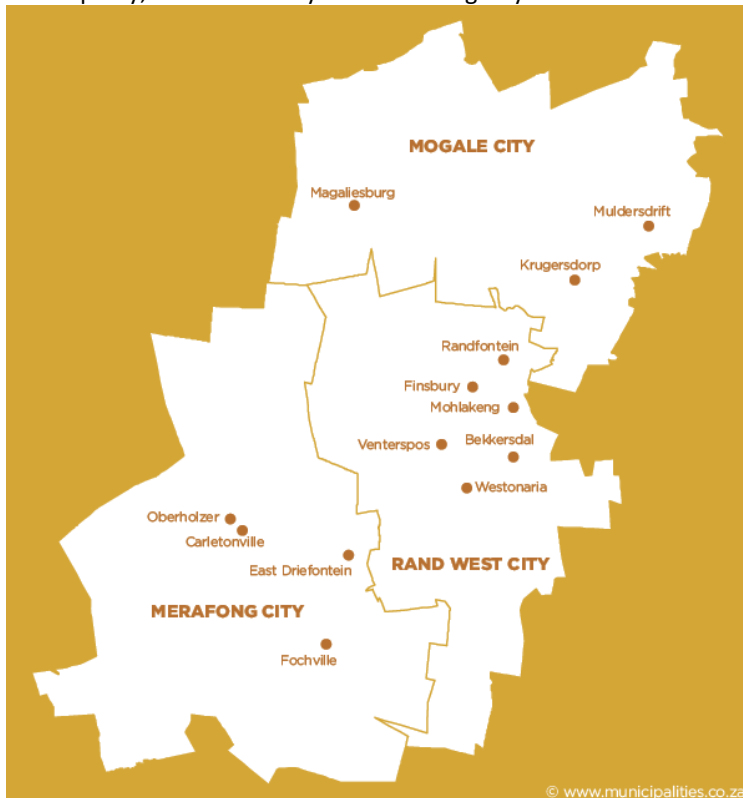 MOGALE CITY
Magaliesburg
Muldersdrift
Krugersdorp
Randfontein
Finsbury
Mohlakeng
Venterspos
Bekkersdal
Westonaria
Oberholzer
Carletonville
East Driefontein
RAND WEST CITY
MERAFONG CITY
Fochville
© www.municipalities.co.za